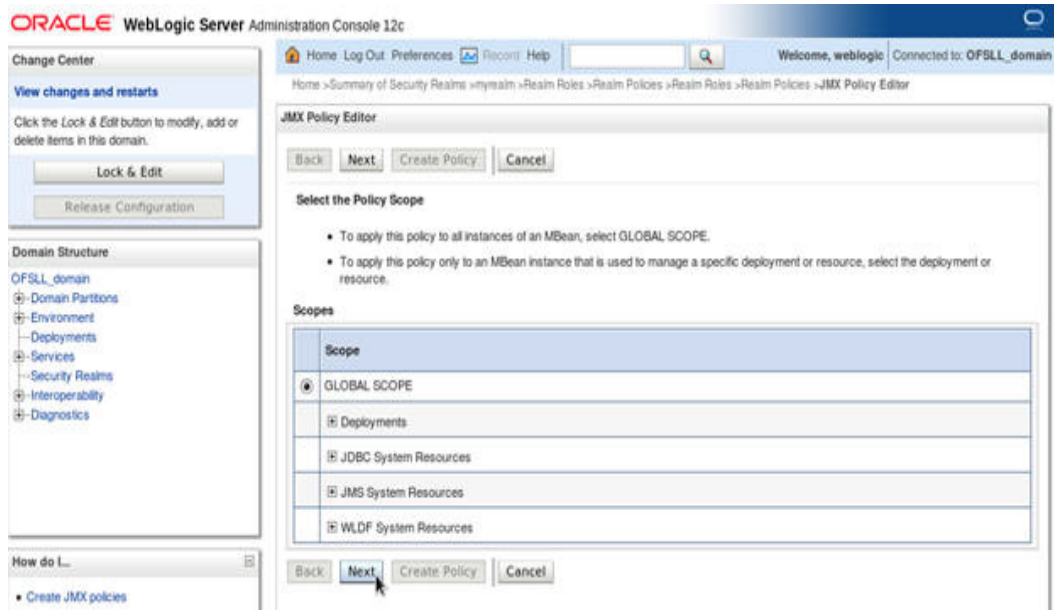 ORACLE WebLogic Server Administration Console 12c
Change Center
View changes and restarts
Click the Lock & Edit button to modify, add or
delete items in this domain.
Lock & Edit
Release Configuration
Domain Structure
OFSLL_domain
Domain Partitions
Environment
Deployments
Services
Security Realms
Interoperability
Diagnostics
How do I...
Create JMX policies
Home Log Out Preferences Record Help
Welcome, weblogic Connected to: OFSLL_domain
Home >Summary of Security Realms >myrealm >Realm Roles >Realm Policies >Realm Roles >Realm Policies >JMX Policy Editor
JMX Policy Editor
Back Next Create Policy Cancel
Select the Policy Scope
• To apply this policy to all instances of an MBean, select GLOBAL SCOPE.
• To apply this policy only to an MBean instance that is used to manage a specific deployment or resource, select the deployment or
resource.
Scopes
Scope
GLOBAL SCOPE
Deployments
JDBC System Resources
JMS System Resources
WLDF System Resources
Back Next Create Policy Cancel